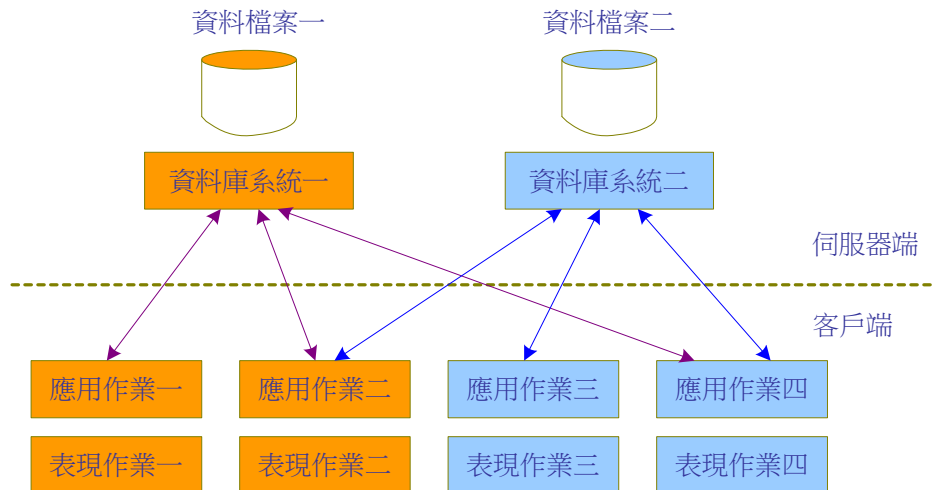 資料檔案一
資料檔案二
資料庫系統一
資料庫系統二
伺服器端
客戶端
應用作業一
應用作業二
應用作業三
應用作業四
表現作業一
表現作業二
表現作業三
表現作業四